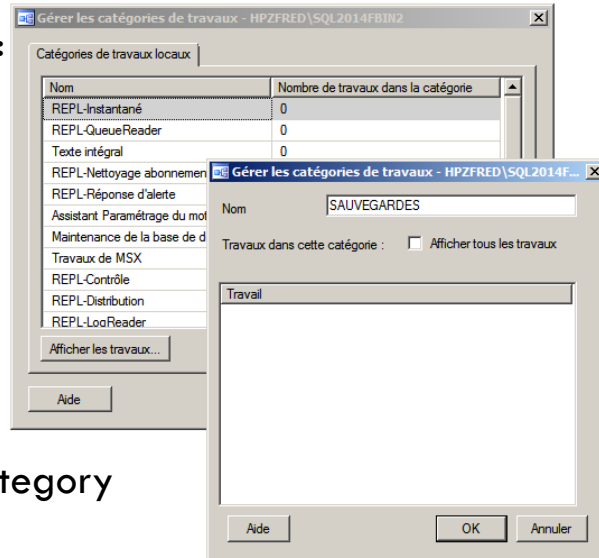 Gérer les catégories de travaux - HPZFRED\SQL2014FBIN2
:
Catégories de travaux locaux
Nom Nombre de travaux dans la catégorie
REPL-Instantané 0
REPL-QueueReader 0
Texte intégral 0
REPL-Nettoyage abonnemen
REPL-Réponse d'alerte
Assistant Paramétrage du mot
Maintenance de la base de d
Travaux de MSX
REPL-Contrôle
REPL-Distribution
REPL-LogReader
Afficher les travaux...
Aide
Gérer les catégories de travaux - HPZFRED\SQL2014F...
Nom SAUVEGARDES
Travaux dans cette catégorie : Afficher tous les travaux
Travail
Aide OK Annuler
tegory